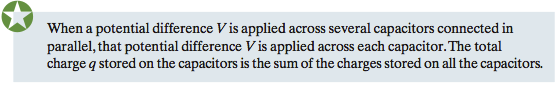 When a potential difference V is applied across several capacitors connected in
parallel, that potential difference V is applied across each capacitor. The total
charge q stored on the capacitors is the sum of the charges stored on all the capacitors.